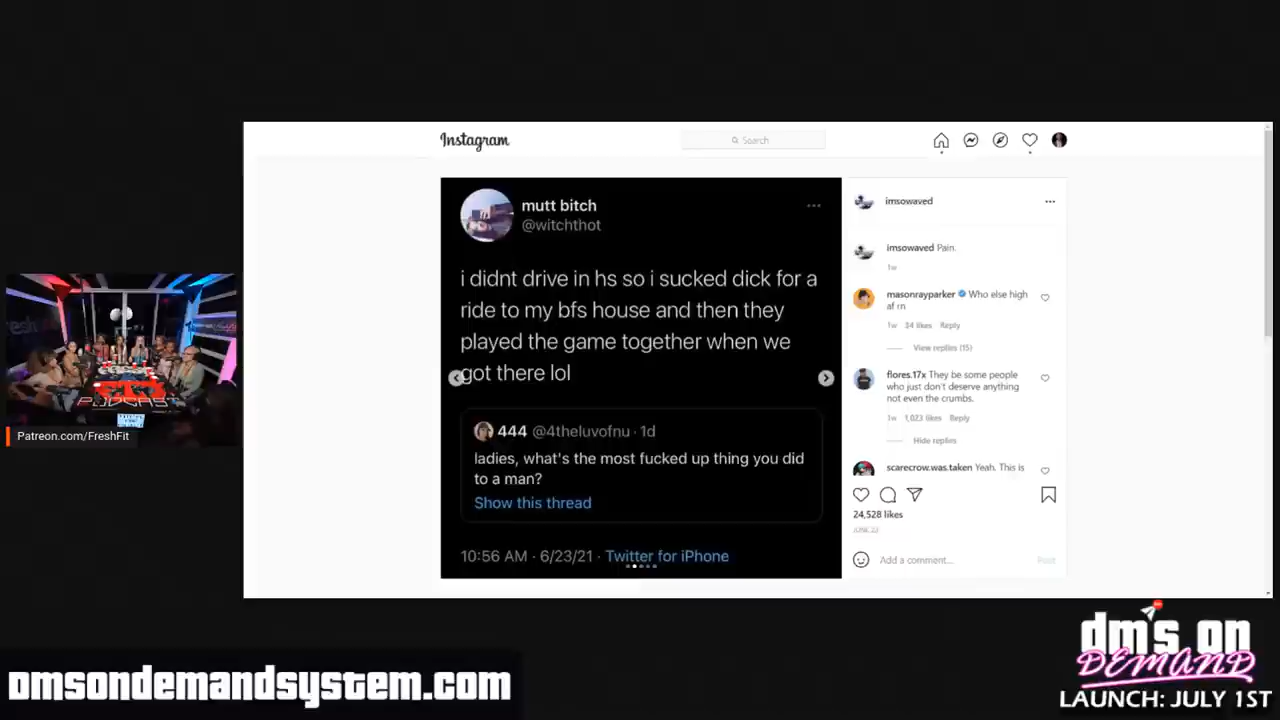 Instagram
Search
mutt bitch
@witchthot
i didnt drive in hs so i sucked dick for a
ride to my bfs house and then they
played the game together when we
got there lol
444 @4theluvofnu · 1d
ladies, what's the most fucked up thing you did
to a man?
Show this thread
10:56 AM · 6/23/21 · Twitter for iPhone
imsowaved
imsowaved Pain.
1w
masonrayparker Who else high
af rn
1w 34 likes Reply
View replies (15)
flores.17x They be some people
who just don't deserve anything
not even the crumbs.
1w 1,023 likes Reply
Hide replies
scarecrow.was.taken Yeah. This is
24,528 likes
Add a comment...
Post
Patreon.com/FreshFit
dmsondemandsystem.com
dm's on
DEMAND
LAUNCH: JULY 1ST